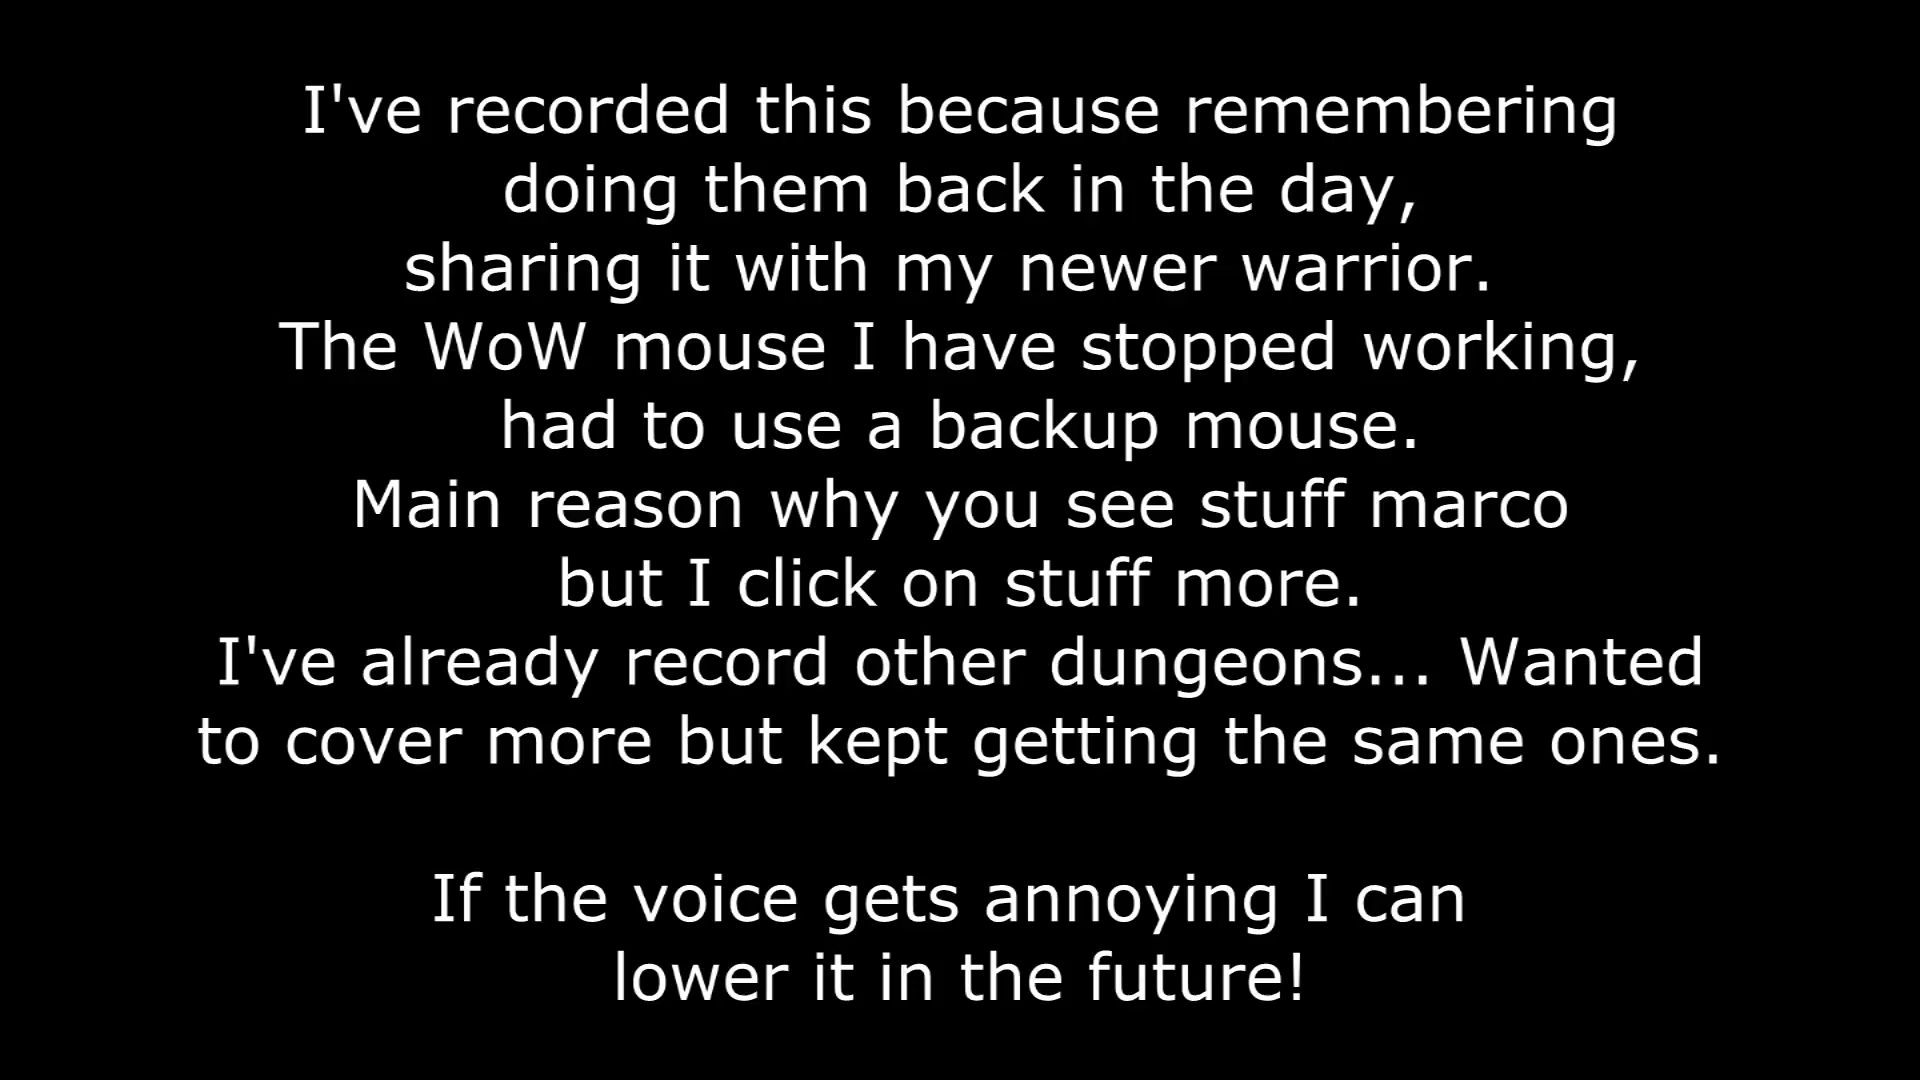 I've recorded this because remembering
doing them back in the day,
sharing it with my newer warrior.
The WoW mouse I have stopped working,
had to use a backup mouse.
Main reason why you see stuff marco
but I click on stuff more.
I've already record other dungeons... Wanted
to cover more but kept getting the same ones.
If the voice gets annoying I can
lower it in the future!